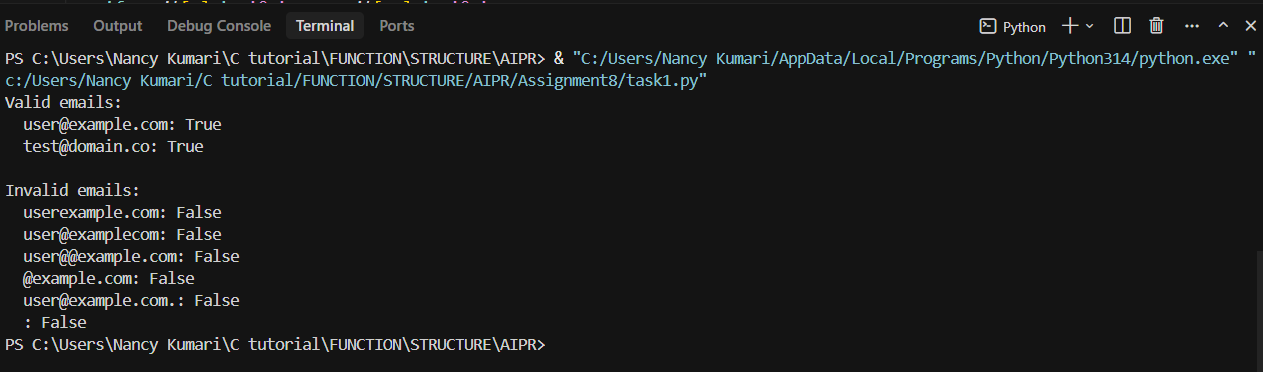 Problems Output Debug Console Terminal Ports Python
PS C:\Users\Nancy Kumari\C tutorial\FUNCTION\STRUCTURE\AIPR> & "C:/Users/Nancy Kumari/AppData/Local/Programs/Python/Python314/python.exe" "
c:/Users/Nancy Kumari/C tutorial/FUNCTION/STRUCTURE/AIPR/Assignment8/task1.py"
Valid emails:
  user@example.com: True
  test@domain.co: True

Invalid emails:
  userexample.com: False
  user@examplecom: False
  user@@example.com: False
  @example.com: False
  user@example.com.: False
  : False
PS C:\Users\Nancy Kumari\C tutorial\FUNCTION\STRUCTURE\AIPR>